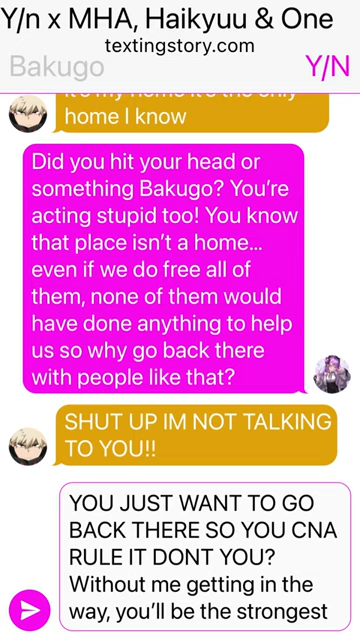 Y/n x MHA, Haikyuu & One
textingstory.com
Bakugo
Y/N
home I know
Did you hit your head or
something Bakugo? You're
acting stupid too! You know
that place isn't a home...
even if we do free all of
them, none of them would
have done anything to help
us so why go back there
with people like that?
SHUT UP IM NOT TALKING
TO YOU!!
YOU JUST WANT TO GO
BACK THERE SO YOU CNA
RULE IT DONT YOU?
Without me getting in the
way, you'll be the strongest